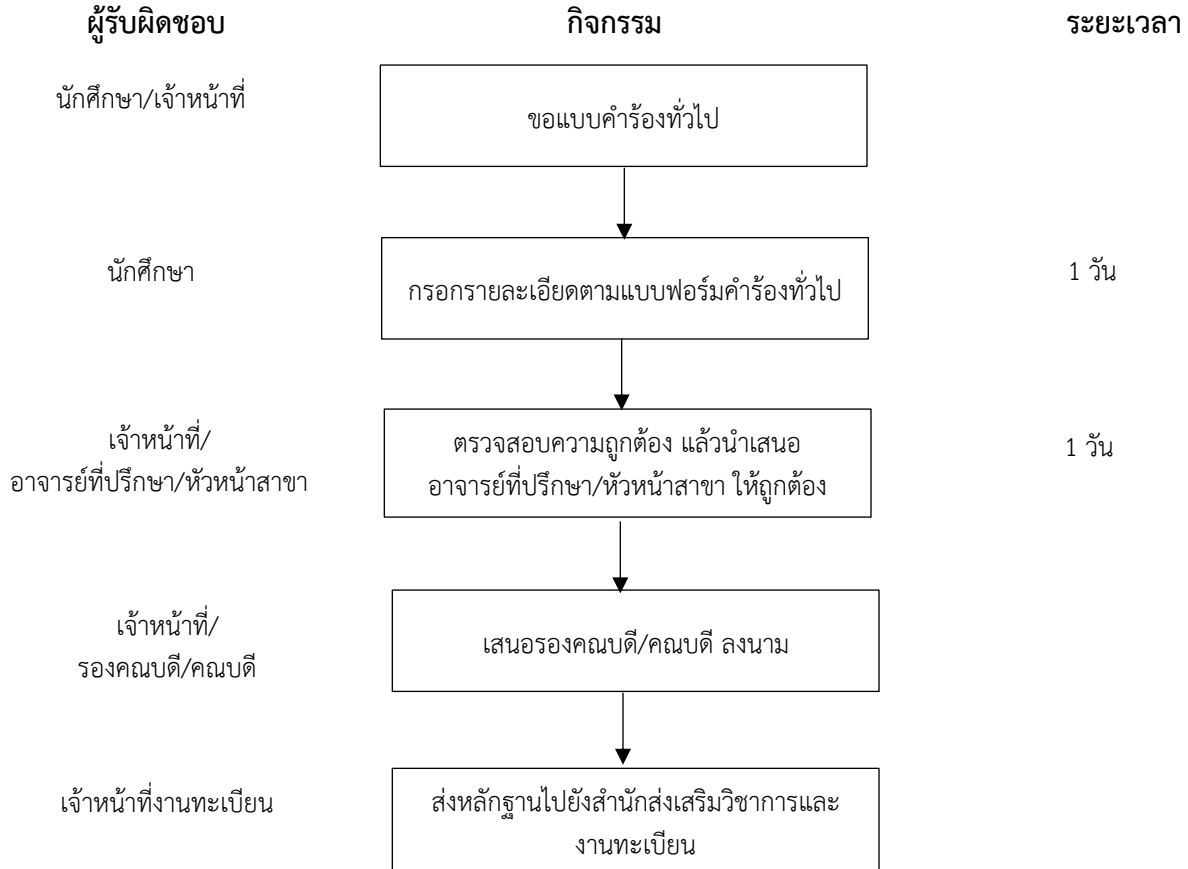 ผู้รับผิดชอบ กิจกรรม ระยะเวลา
นักศึกษา/เจ้าหน้าที่
ขอแบบคำร้องทั่วไป
นักศึกษา
กรอกรายละเอียดตามแบบฟอร์มคำร้องทั่วไป
1 วัน
เจ้าหน้าที่/
อาจารย์ที่ปรึกษา/หัวหน้าสาขา
ตรวจสอบความถูกต้อง แล้วนำเสนอ
อาจารย์ที่ปรึกษา/หัวหน้าสาขา ให้ถูกต้อง
1 วัน
เจ้าหน้าที่/
รองคณบดี/คณบดี
เสนอรองคณบดี/คณบดี ลงนาม
เจ้าหน้าที่งานทะเบียน
ส่งหลักฐานไปยังสำนักส่งเสริมวิชาการและ
งานทะเบียน